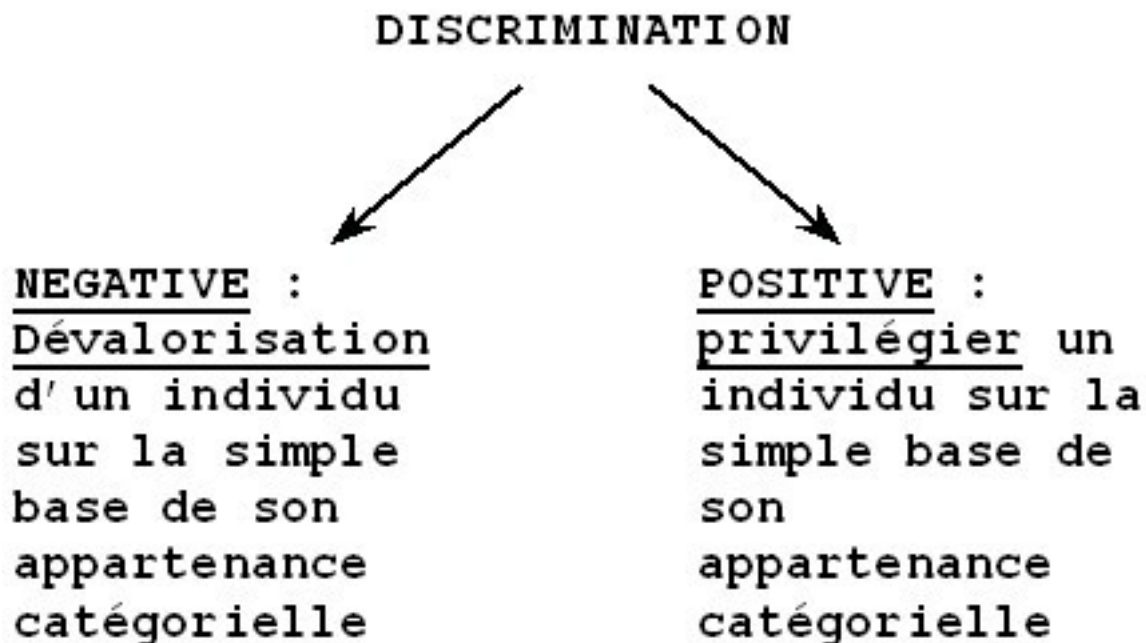 DISCRIMINATION
NEGATIVE :
Dévalorisation
d'un individu
sur la simple
base de son
appartenance
catégorielle
POSITIVE :
privilégier un
individu sur la
simple base de
son
appartenance
catégorielle